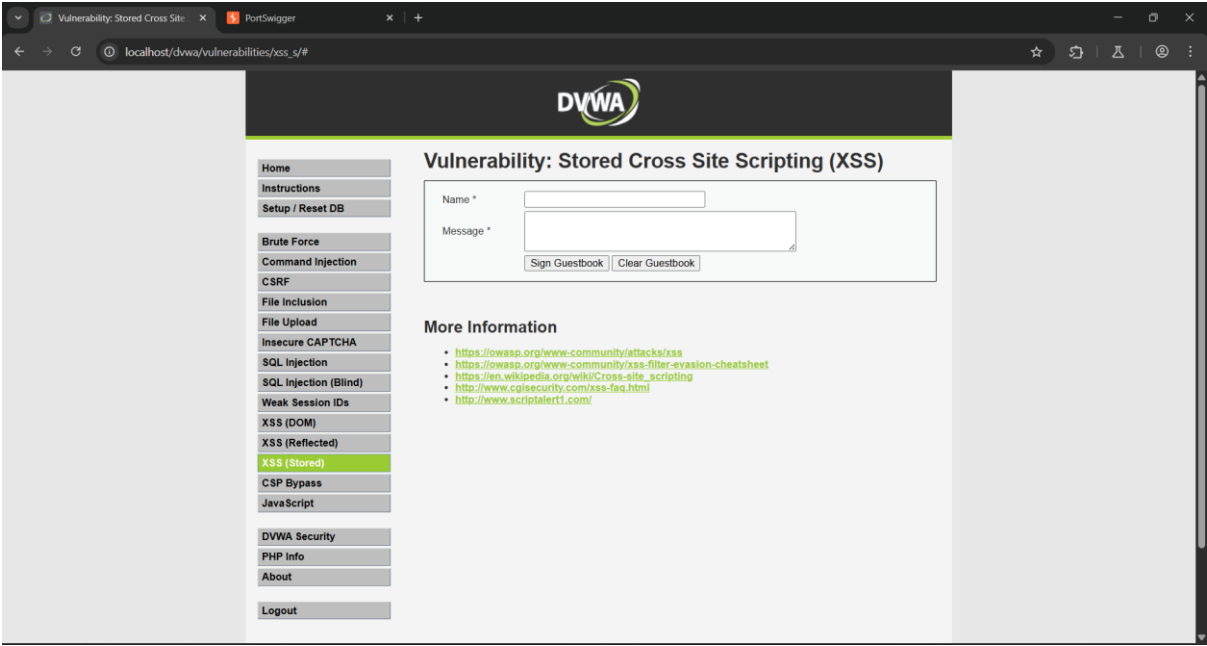 Vulnerability: Stored Cross Site
PortSwigger
localhost/dvwa/vulnerabilities/xss_s/#
DVWA
Home
Instructions
Setup / Reset DB
Brute Force
Command Injection
CSRF
File Inclusion
File Upload
Insecure CAPTCHA
SQL Injection
SQL Injection (Blind)
Weak Session IDs
XSS (DOM)
XSS (Reflected)
XSS (Stored)
CSP Bypass
JavaScript
DVWA Security
PHP Info
About
Logout
Vulnerability: Stored Cross Site Scripting (XSS)
Name *
Message *
Sign Guestbook Clear Guestbook
More Information
https://owasp.org/www-community/attacks/xss
https://owasp.org/www-community/xss-filter-evasion-cheatsheet
https://en.wikipedia.org/wiki/Cross-site_scripting
http://www.cgisecurity.com/xss-faq.html
http://www.scriptalert1.com/